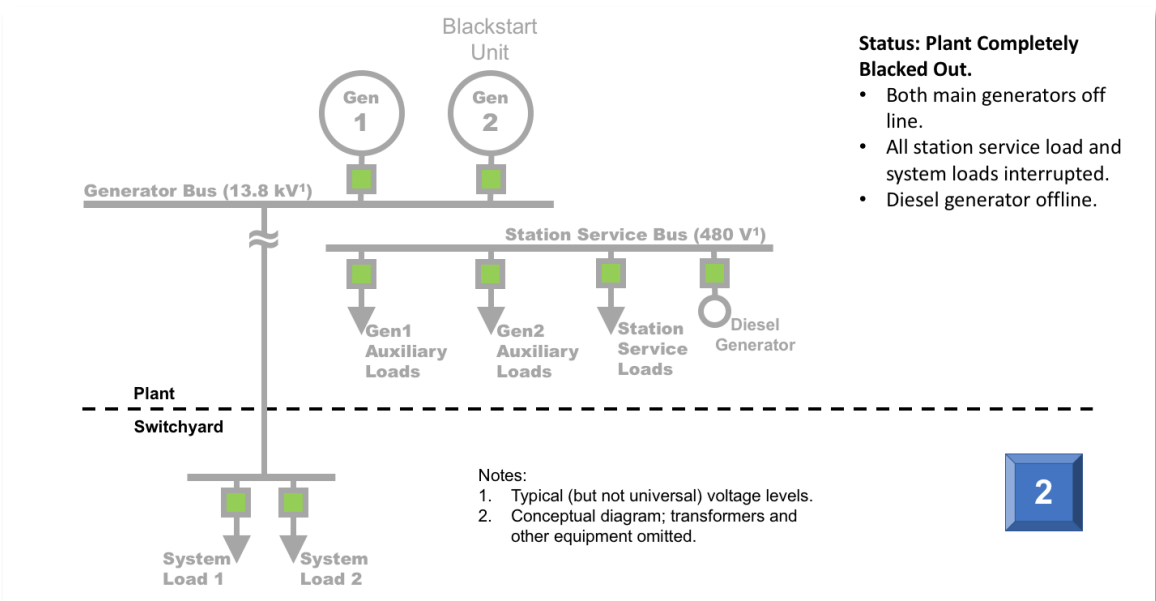 Blackstart
Unit
Gen
1
Gen
2
Status: Plant Completely
Blacked Out.
• Both main generators off
line.
• All station service load and
system loads interrupted.
• Diesel generator offline.
Generator Bus (13.8 kV¹)
Station Service Bus (480 V¹)
Gen1
Auxiliary
Loads
Gen2
Auxiliary
Loads
Station
Service
Loads
Diesel
Generator
Plant
Switchyard
Notes:
1. Typical (but not universal) voltage levels.
2. Conceptual diagram; transformers and
other equipment omitted.
2
System
Load 1
System
Load 2